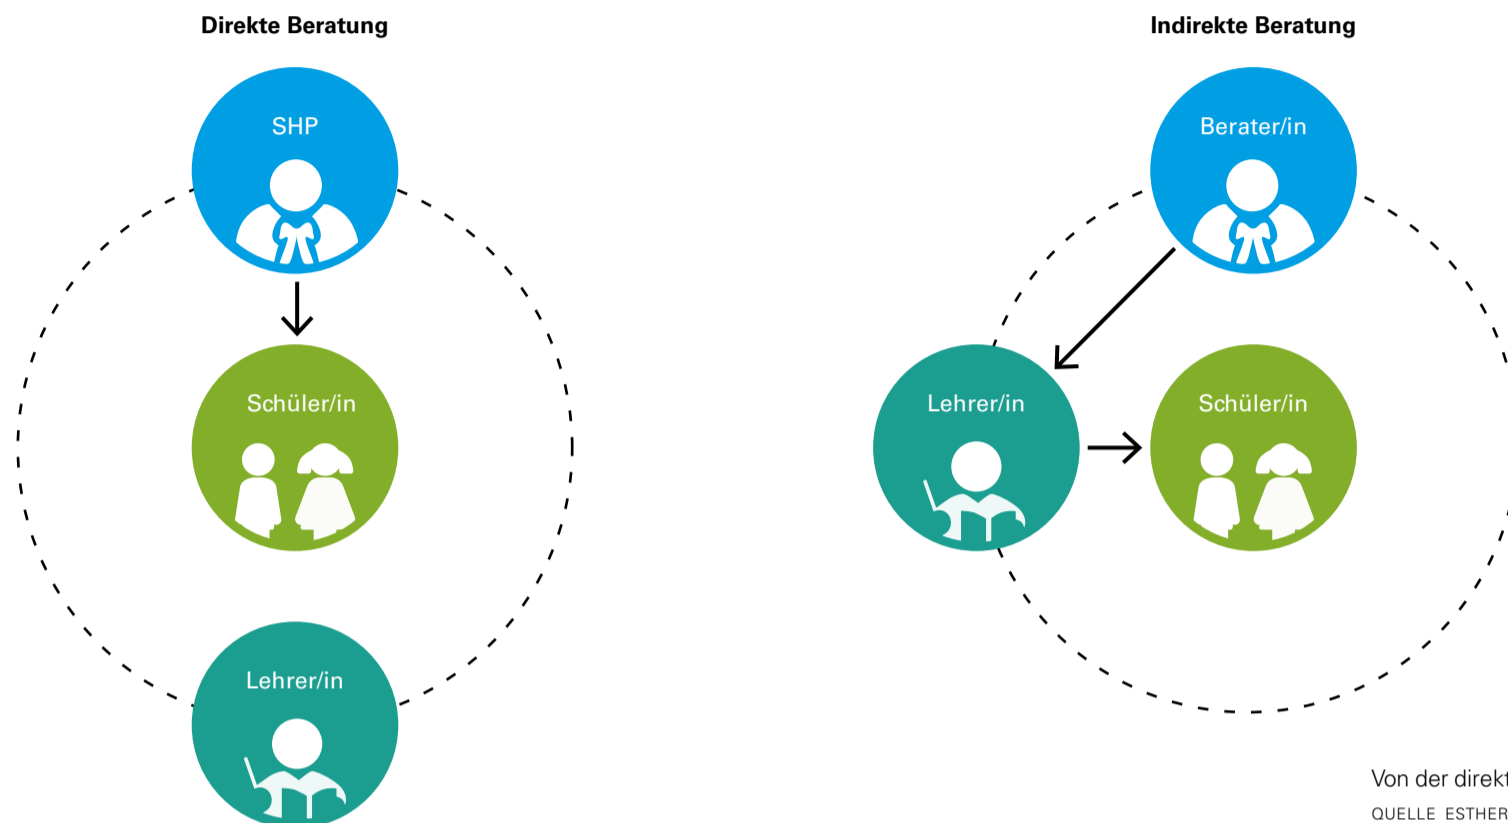 Direkte Beratung
SHP
Schüler/in
Lehrer/in
Indirekte Beratung
Berater/in
Lehrer/in
Schüler/in
Von der direkt
QUELLE ESTHER